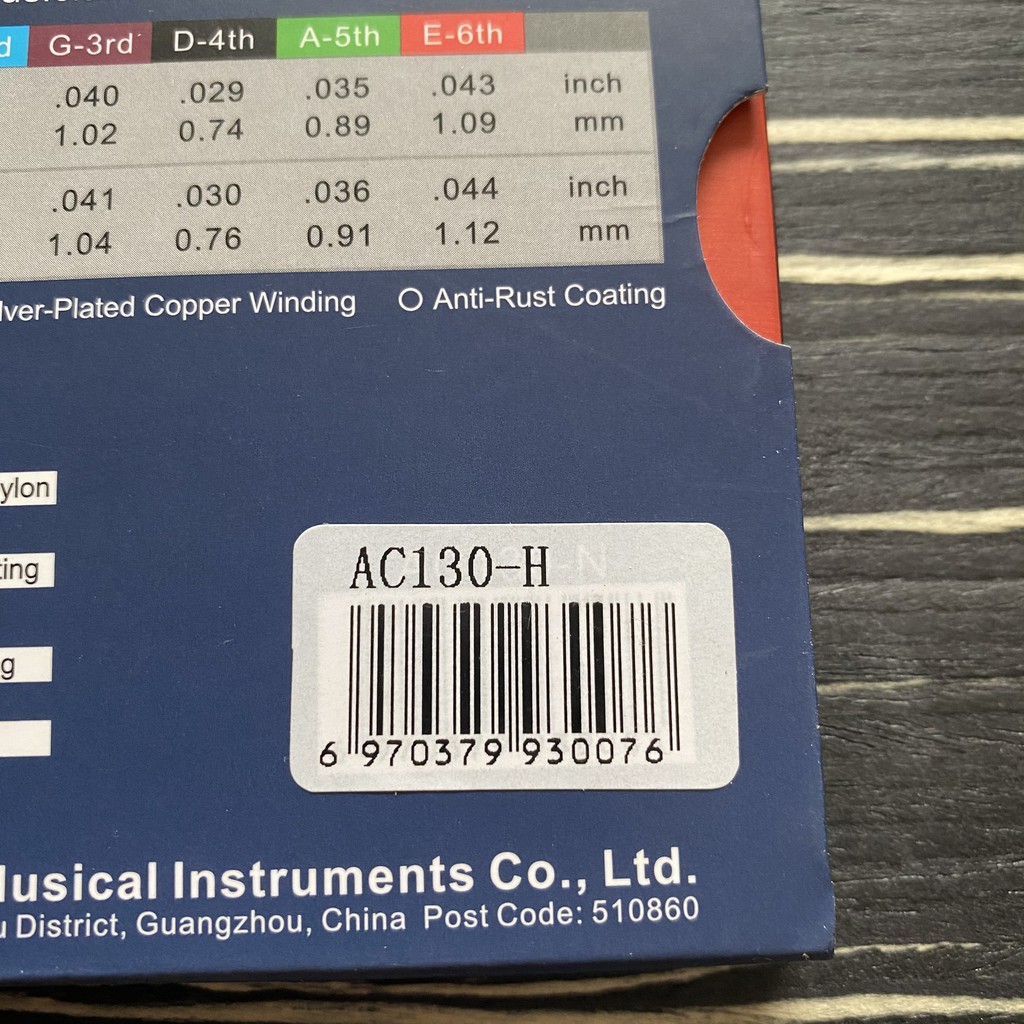 d G-3rd D-4th A-5th E-6th
.040 .029 .035 .043 inch
1.02 0.74 0.89 1.09 mm
.041 .030 .036 .044 inch
1.04 0.76 0.91 1.12 mm
lver-Plated Copper Winding O Anti-Rust Coating
ylon
ting
g
AC130-H
6 970379 930076
usical Instruments Co., Ltd.
u District, Guangzhou, China Post Code: 510860